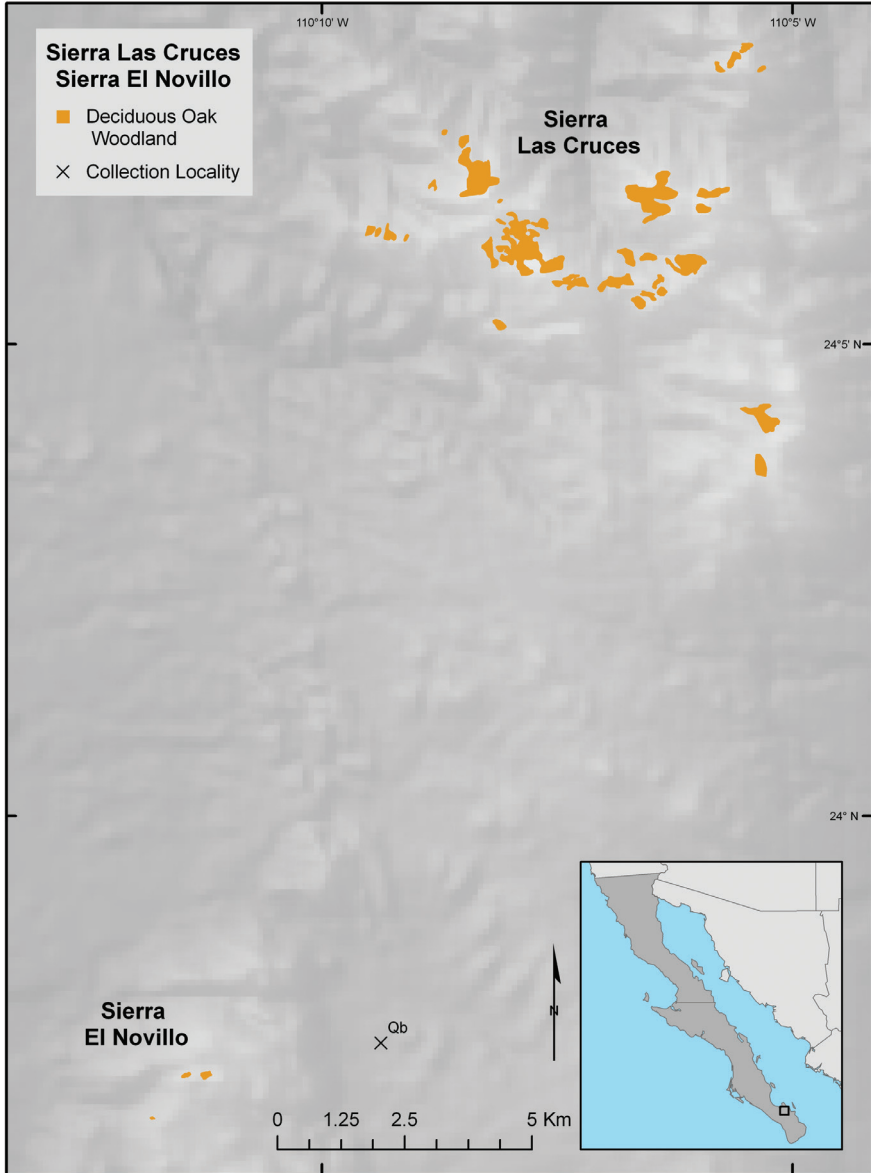 110°10' W
110°5' W
Sierra Las Cruces
Sierra El Novillo
Deciduous Oak
Woodland
Collection Locality
Sierra
Las Cruces
24°5' N
24° N
Sierra
El Novillo
Qb
N
0 1.25 2.5 5 Km